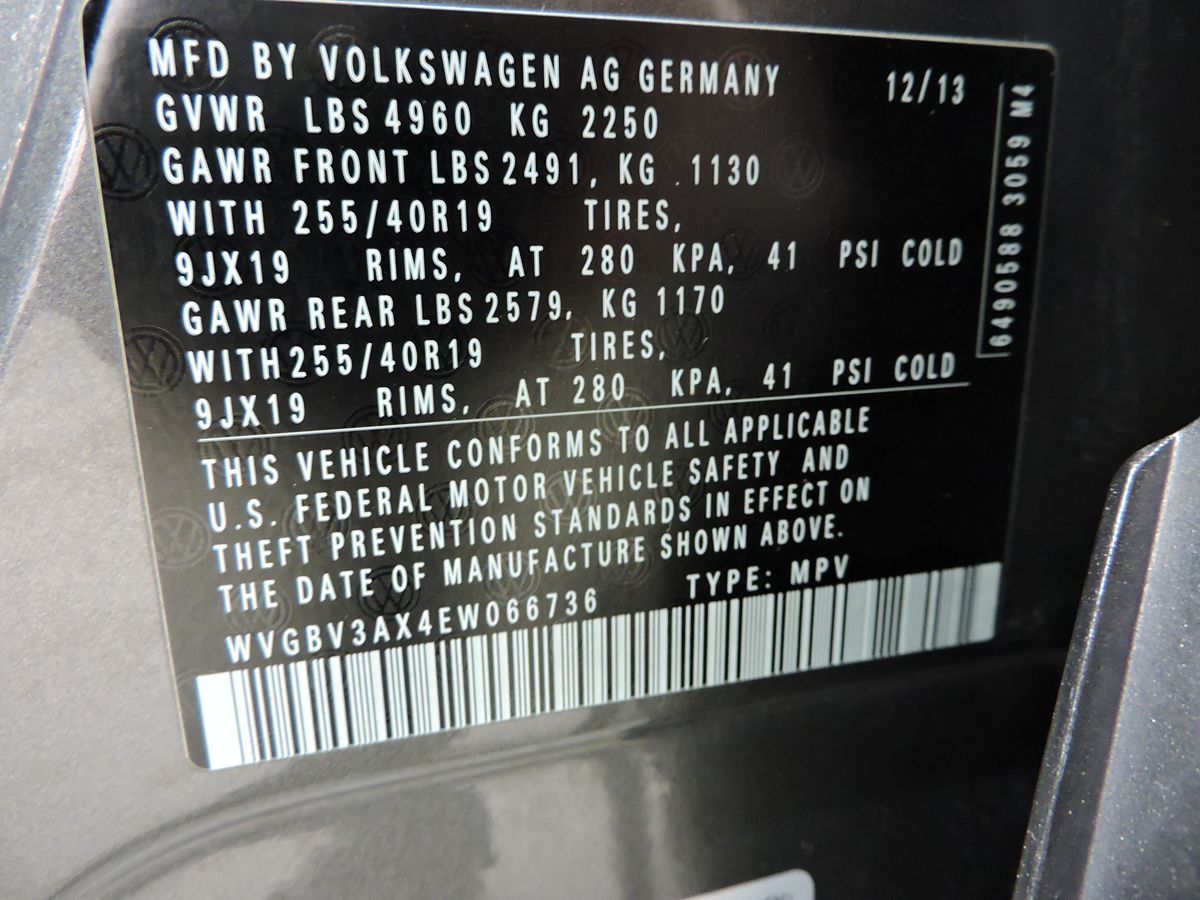 MFD BY VOLKSWAGEN AG GERMANY 12/13
GVWR LBS 4960 KG 2250
GAWR FRONT LBS 2491, KG 1130
WITH 255/40R19 TIRES,
9JX19 RIMS, AT 280 KPA, 41 PSI COLD
GAWR REAR LBS 2579, KG 1170
WITH 255/40R19 TIRES,
9JX19 RIMS, AT 280 KPA, 41 PSI COLD
THIS VEHICLE CONFORMS TO ALL APPLICABLE
U.S. FEDERAL MOTOR VEHICLE SAFETY AND
THEFT PREVENTION STANDARDS IN EFFECT ON
THE DATE OF MANUFACTURE SHOWN ABOVE.
WVGBV3AX4EW066736 TYPE: MPV
6490588 3059 M4